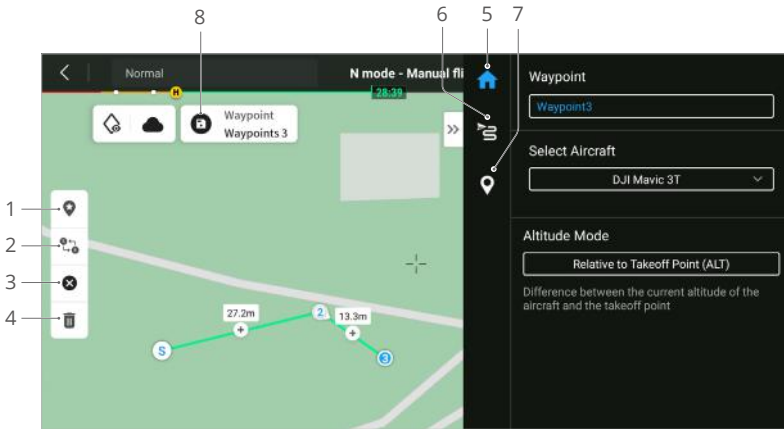 8
6
5
7
Normal
N mode - Manual fli
H
28:39
Waypoint
Waypoints 3
Waypoint
Waypoint3
Select Aircraft
DJI Mavic 3T
Altitude Mode
Relative to Takeoff Point (ALT)
Difference between the current altitude of the
aircraft and the takeoff point
1
2
3
4
27.2m
13.3m
S
2
3